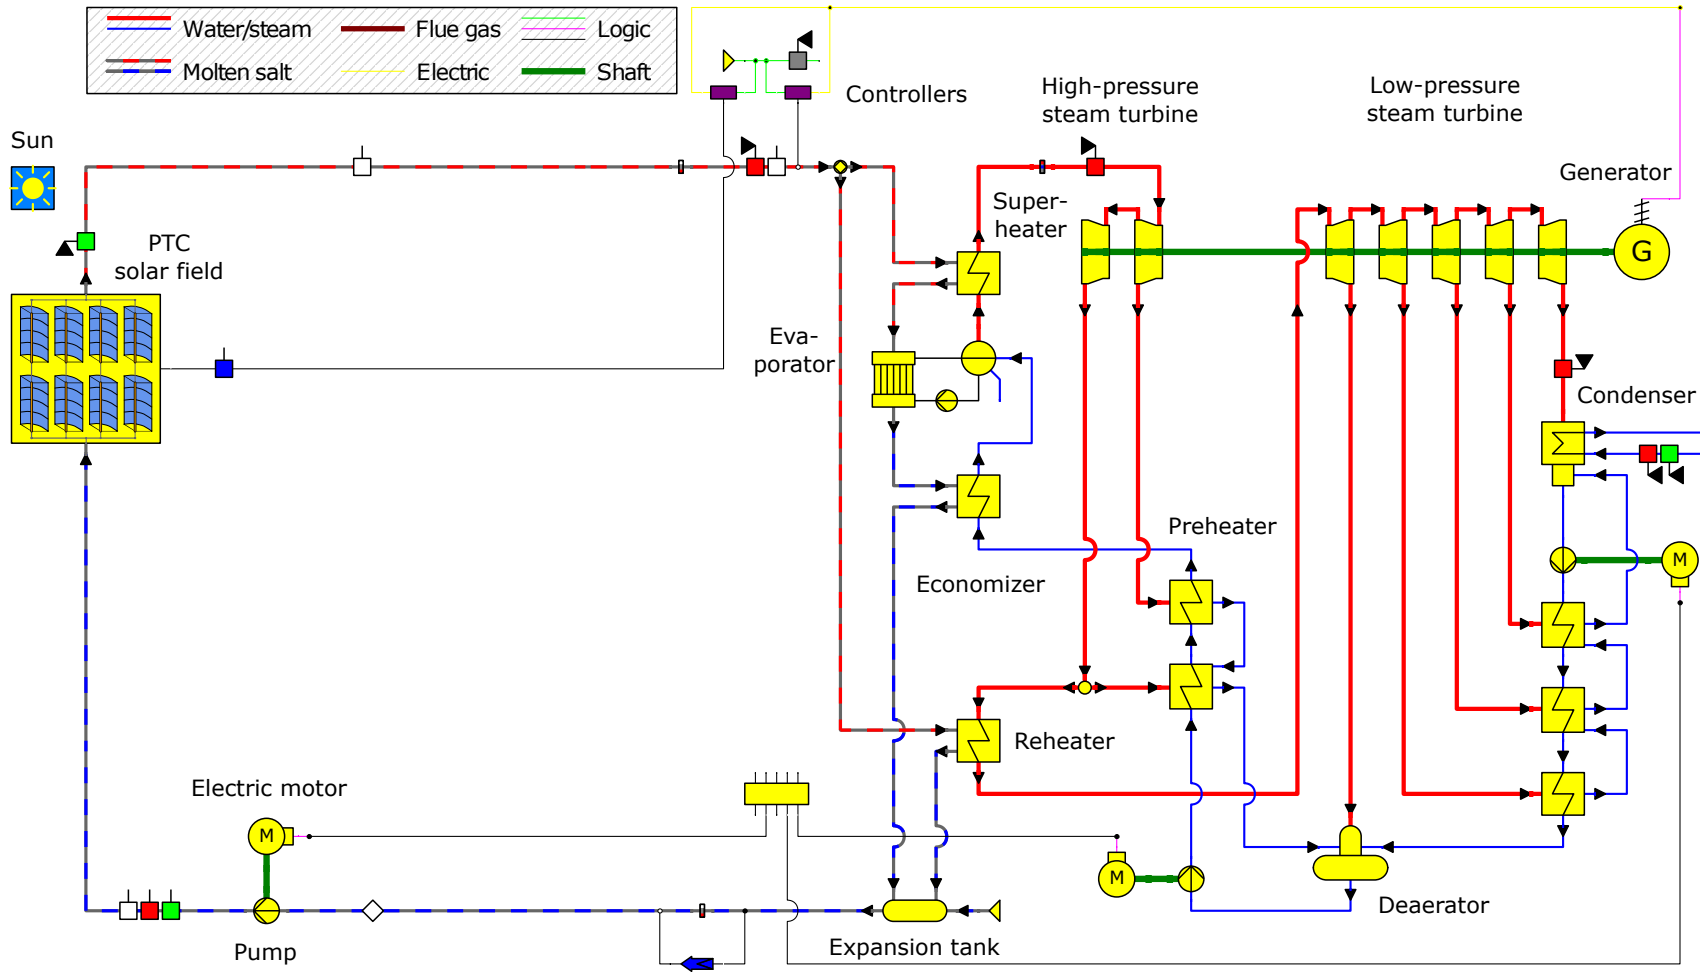 Water/steam
Flue gas
Logic
Molten salt
Electric
Shaft
Controllers
High-pressure
steam turbine
Low-pressure
steam turbine
Sun
Generator
Super-
heater
PTC
solar field
G
Eva-
porator
Condenser
Preheater
M
Economizer
Reheater
Electric motor
M
M
Deaerator
Pump
Expansion tank